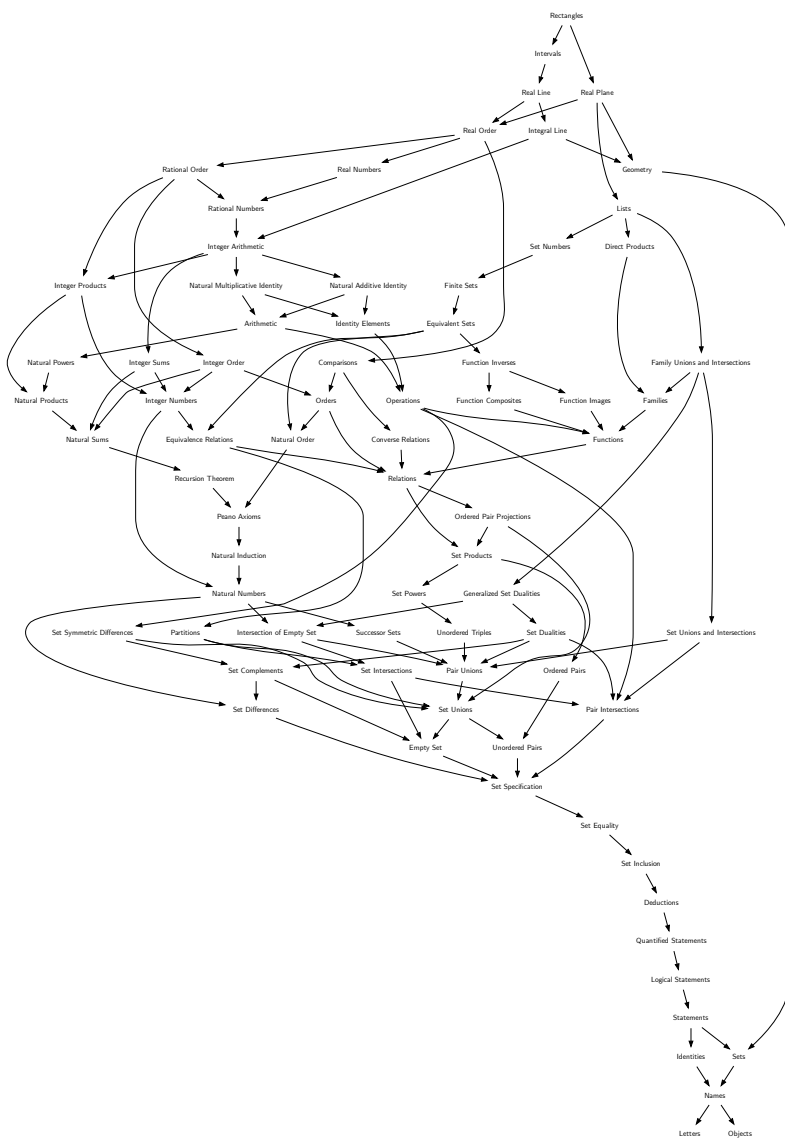 Rectangles
Intervals
Real Line
Real Plane
Real Order
Integral Line
Rational Order
Real Numbers
Geometry
Rational Numbers
Lists
Integer Arithmetic
Set Numbers
Direct Products
Integer Products
Natural Multiplicative Identity
Natural Additive Identity
Finite Sets
Arithmetic
Identity Elements
Equivalent Sets
Natural Powers
Integer Sums
Integer Order
Comparisons
Function Inverses
Family Unions and Intersections
Natural Products
Integer Numbers
Orders
Operations
Function Composites
Function Images
Families
Natural Sums
Equivalence Relations
Natural Order
Converse Relations
Functions
Recursion Theorem
Relations
Peano Axioms
Ordered Pair Projections
Natural Induction
Set Products
Natural Numbers
Set Powers
Generalized Set Dualities
Set Symmetric Differences
Partitions
Intersection of Empty Set
Successor Sets
Unordered Triples
Set Dualities
Set Unions and Intersections
Set Complements
Set Intersections
Pair Unions
Ordered Pairs
Set Differences
Set Unions
Pair Intersections
Empty Set
Unordered Pairs
Set Specification
Set Equality
Set Inclusion
Deductions
Quantified Statements
Logical Statements
Statements
Identities
Sets
Names
Letters
Objects